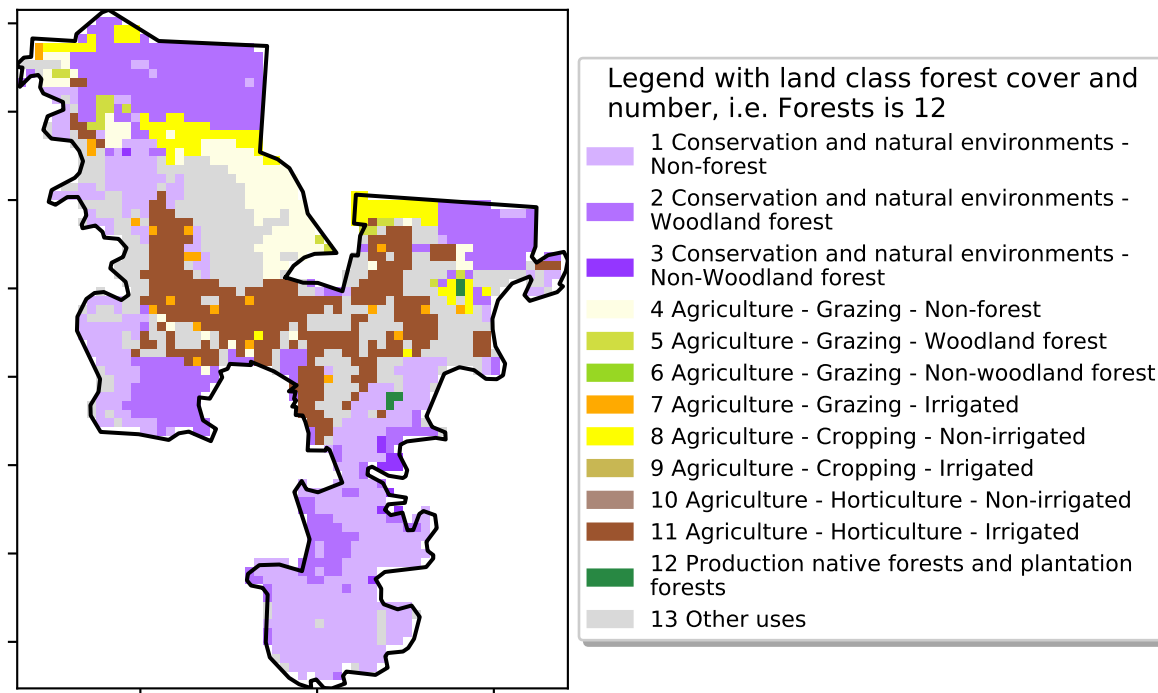 Legend with land class forest cover and
number, i.e. Forests is 12
1 Conservation and natural environments -
Non-forest
2 Conservation and natural environments -
Woodland forest
3 Conservation and natural environments -
Non-Woodland forest
4 Agriculture - Grazing - Non-forest
5 Agriculture - Grazing - Woodland forest
6 Agriculture - Grazing - Non-woodland forest
7 Agriculture - Grazing - Irrigated
8 Agriculture - Cropping - Non-irrigated
9 Agriculture - Cropping - Irrigated
10 Agriculture - Horticulture - Non-irrigated
11 Agriculture - Horticulture - Irrigated
12 Production native forests and plantation
forests
13 Other uses